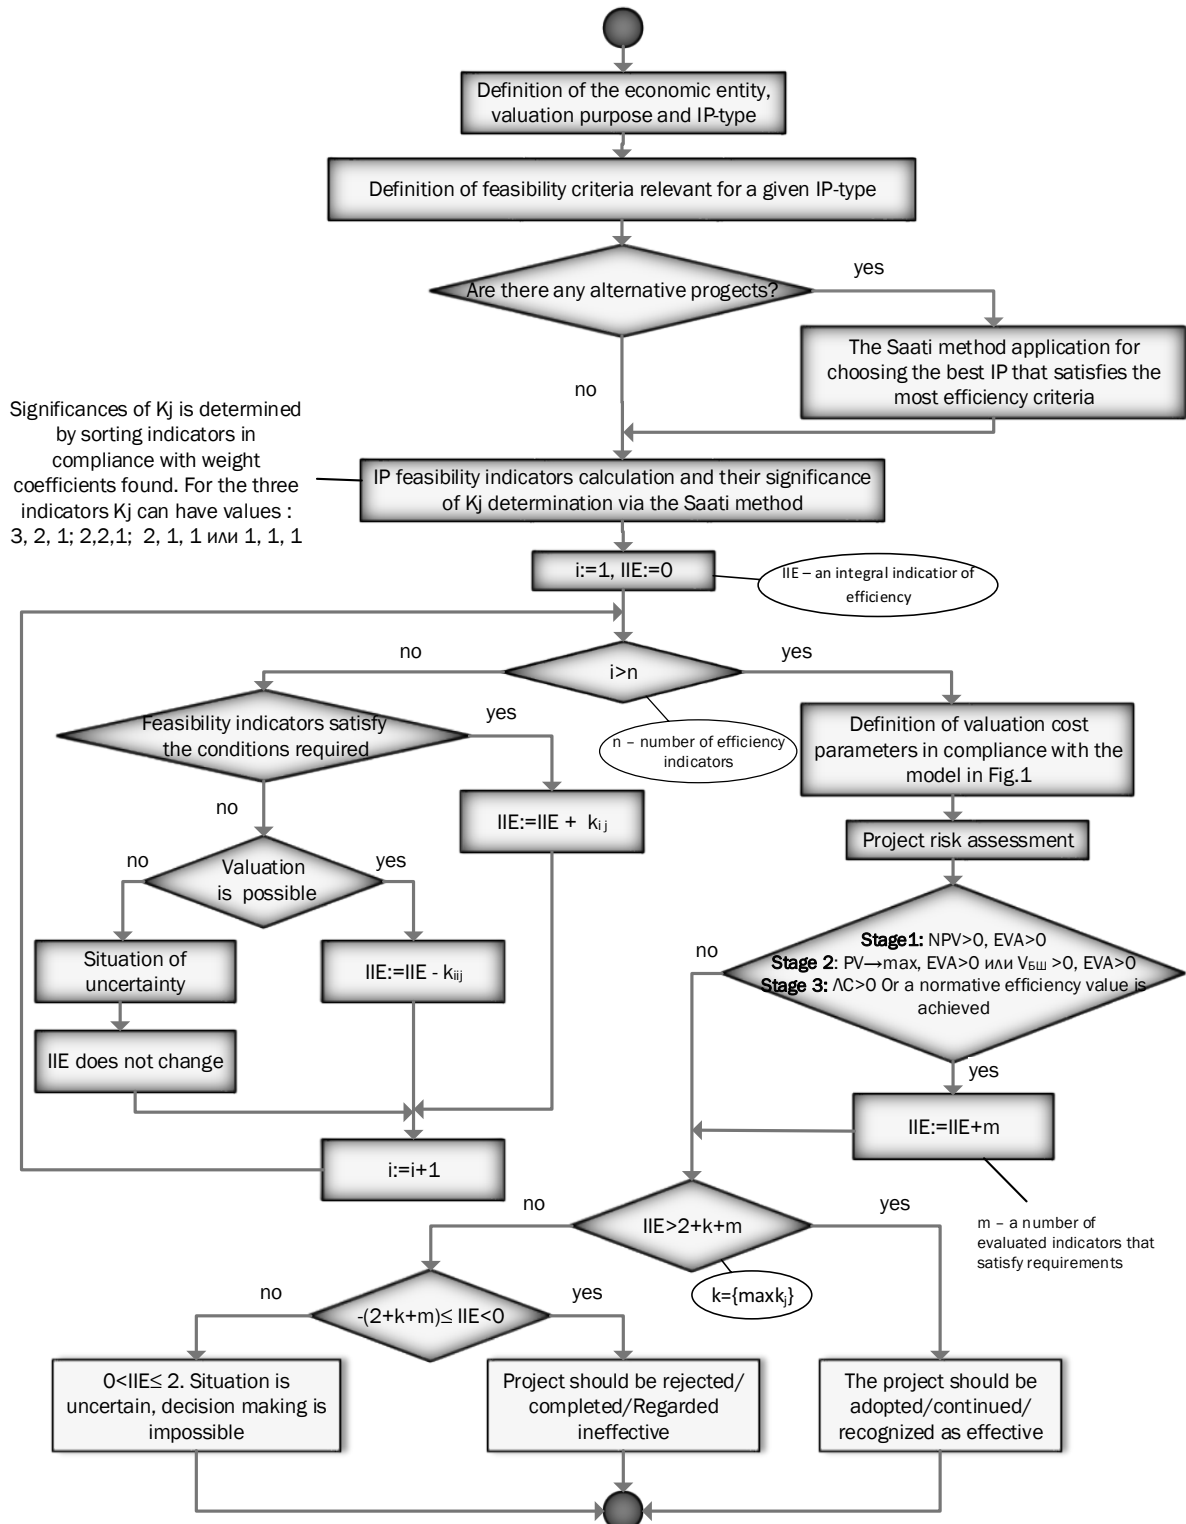 Definition of the economic entity,
valuation purpose and IP-type
Definition of feasibility criteria relevant for a given IP-type
Are there any alternative progects?
yes
The Saati method application for
choosing the best IP that satisfies the
most efficiency criteria
no
Significances of Kj is determined
by sorting indicators in
compliance with weight
coefficients found. For the three
indicators Kj can have values :
3, 2, 1; 2,2,1; 2, 1, 1 или 1, 1, 1
IP feasibility indicators calculation and their significance
of Kj determination via the Saati method
i:=1, IIE:=0
IIE – an integral indicatior of
efficiency
i>n
no
yes
n – number of efficiency
indicators
Feasibility indicators satisfy
the conditions required
yes
no
IIE:=IIE + kij
Valuation
is possible
no
yes
Situation of
uncertainty
IIE does not change
IIE:=IIE - kiij
i:=i+1
Definition of valuation cost
parameters in compliance with the
model in Fig.1
Project risk assessment
Stage1: NPV>0, EVA>0
Stage 2: PV→max, EVA>0 или VБШ >0, EVA>0
Stage 3: ΛC>0 Or a normative efficiency value is
achieved
no
yes
IIE:=IIE+m
m – a number of
evaluated indicators that
satisfy requirements
IIE>2+k+m
no
yes
k={maxkj}
-(2+k+m)≤ IIE<0
no
yes
0<IIE≤ 2. Situation is
uncertain, decision making is
impossible
Project should be rejected/
completed/Regarded
ineffective
The project should be
adopted/continued/
recognized as effective